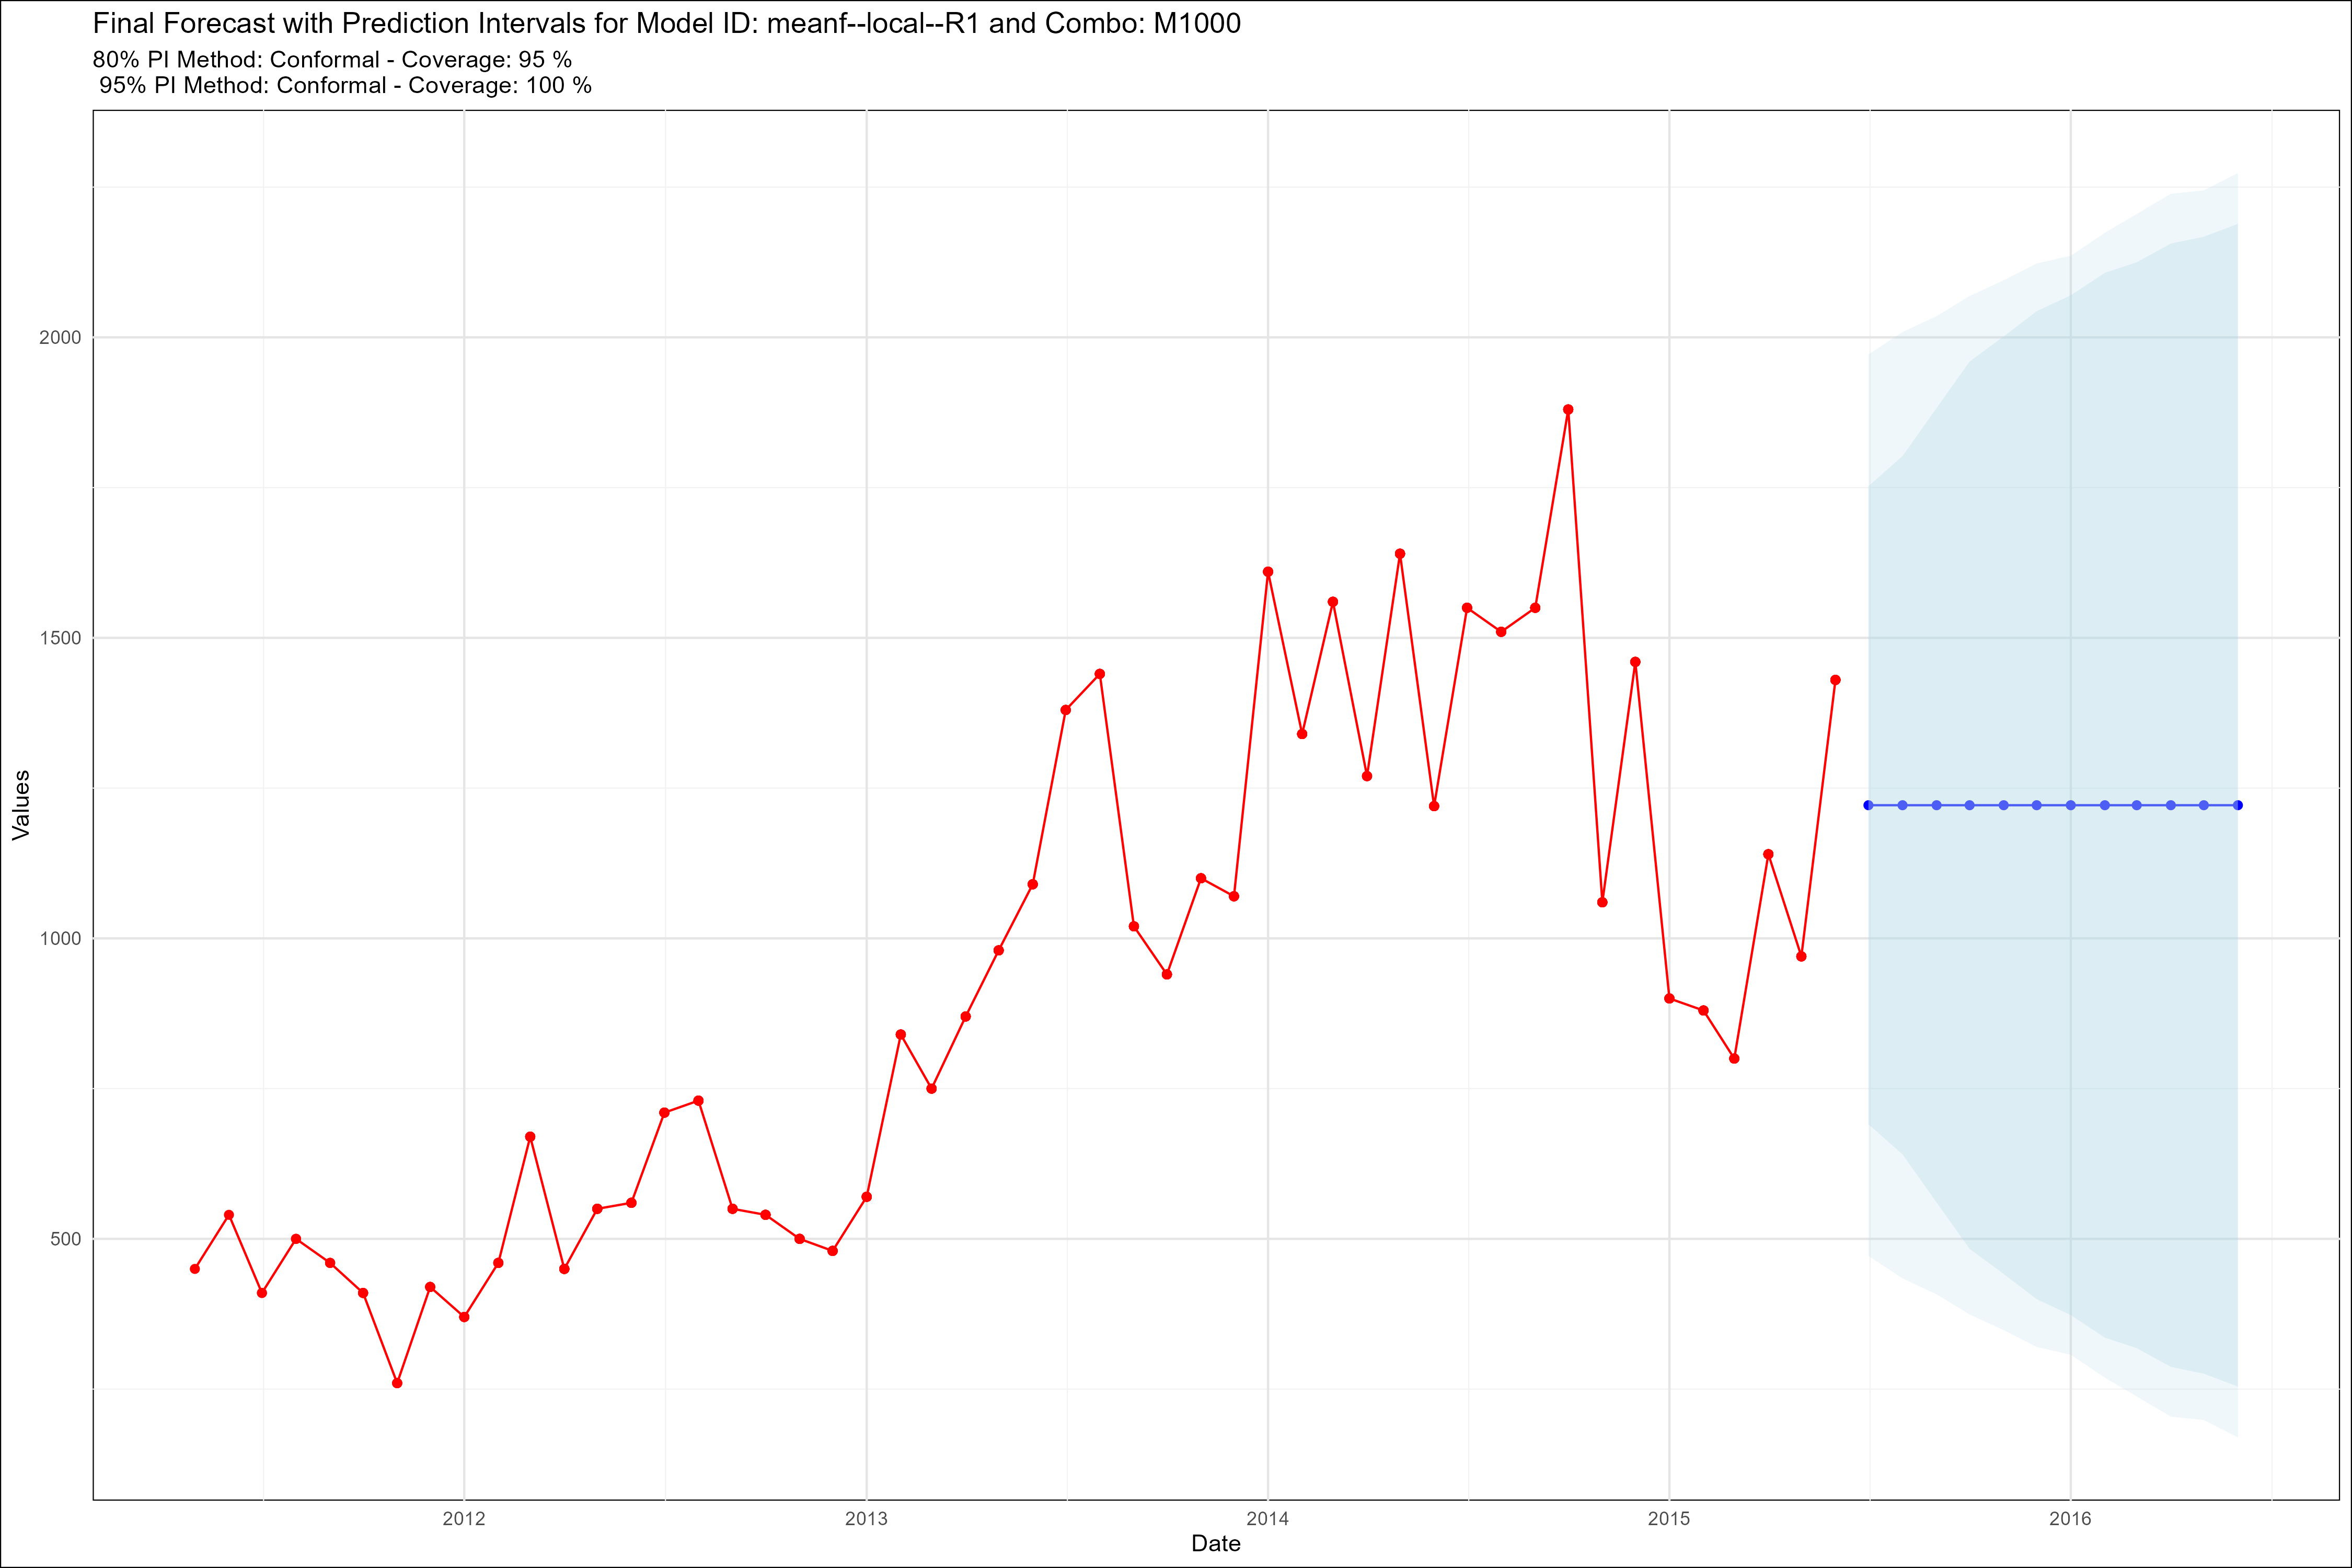 Final Forecast with Prediction Intervals for Model ID: meanf--local--R1 and Combo: M1000
80% PI Method: Conformal - Coverage: 95 %
95% PI Method: Conformal - Coverage: 100 %
2000
1500
1000
500
Values
2012
2013
2014
2015
2016
Date